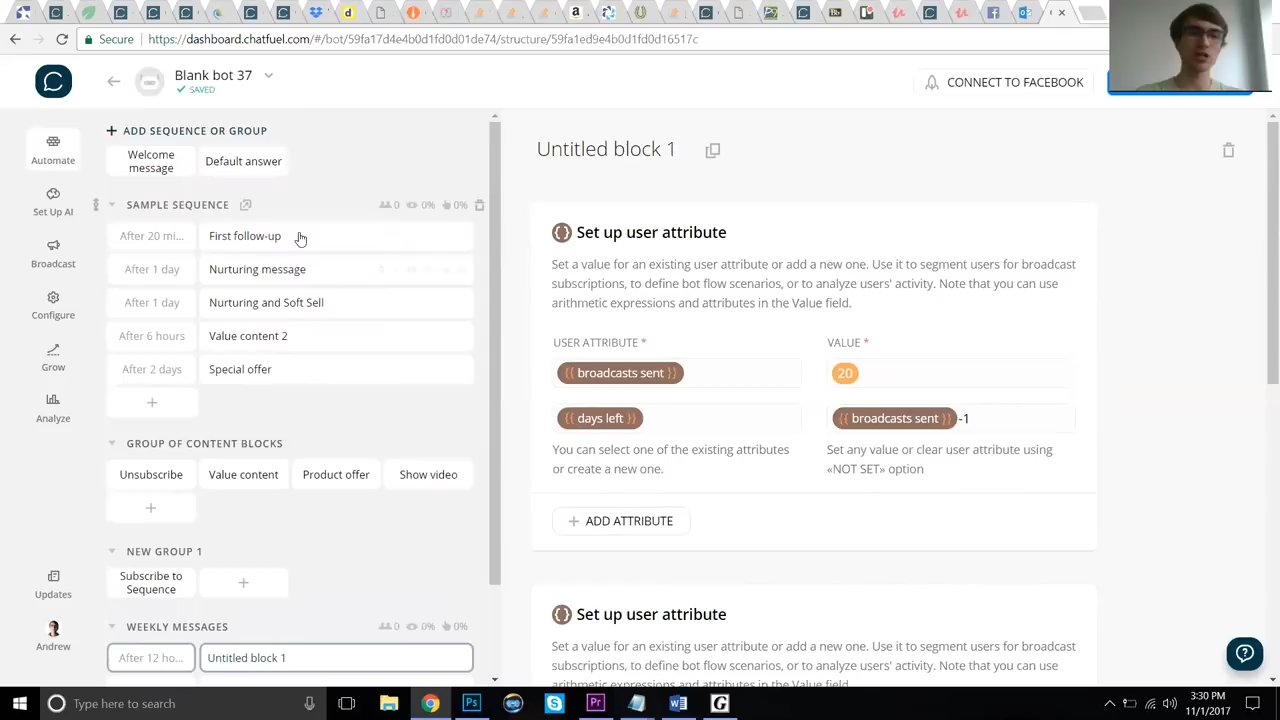 Secure
https://dashboard.chatfuel.com/#/bot/59fa17d4e4b0d1fd0d01de74/structure/59fa1ed9e4b0d1fd0d16517c
Blank bot 37
SAVED
CONNECT TO FACEBOOK
Automate
Set Up AI
Broadcast
Configure
Grow
Analyze
Updates
Andrew
ADD SEQUENCE OR GROUP
Welcome
message
Default answer
SAMPLE SEQUENCE
0 0% 0%
After 20 mi... First follow-up
After 1 day Nurturing message
After 1 day Nurturing and Soft Sell
After 6 hours Value content 2
After 2 days Special offer
+
GROUP OF CONTENT BLOCKS
Unsubscribe Value content Product offer Show video
+
NEW GROUP 1
Subscribe to
Sequence
+
WEEKLY MESSAGES
0 0% 0%
After 12 ho... Untitled block 1
Untitled block 1
Set up user attribute
Set a value for an existing user attribute or add a new one. Use it to segment users for broadcast
subscriptions, to define bot flow scenarios, or to analyze users' activity. Note that you can use
arithmetic expressions and attributes in the Value field.
USER ATTRIBUTE * VALUE *
{{ broadcasts sent }} 20
{{ days left }} {{ broadcasts sent }} -1
You can select one of the existing attributes
or create a new one.
Set any value or clear user attribute using
«NOT SET» option
+ ADD ATTRIBUTE
Set up user attribute
Set a value for an existing user attribute or add a new one. Use it to segment users for broadcast
subscriptions, to define bot flow scenarios, or to analyze users' activity. Note that you can use
Type here to search
3:30 PM
11/1/2017